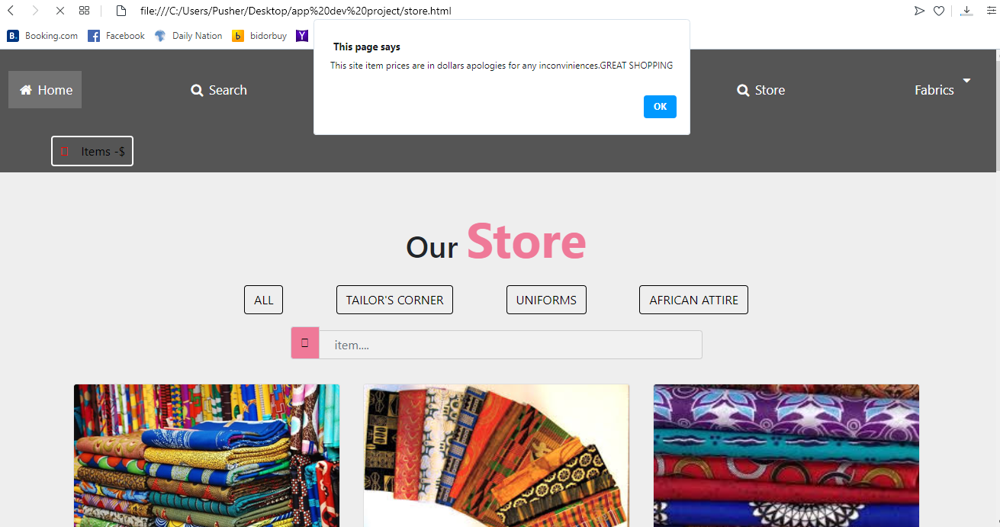 file:///C:/Users/Pusher/Desktop/app%20dev%20project/store.html
B. Booking.com Facebook Daily Nation b bidorbuy Y
This page says
This site item prices are in dollars apologies for any inconviniences.GREAT SHOPPING
OK
Home Search Store Fabrics
Items -$
Our Store
ALL TAILOR'S CORNER UNIFORMS AFRICAN ATTIRE
item....